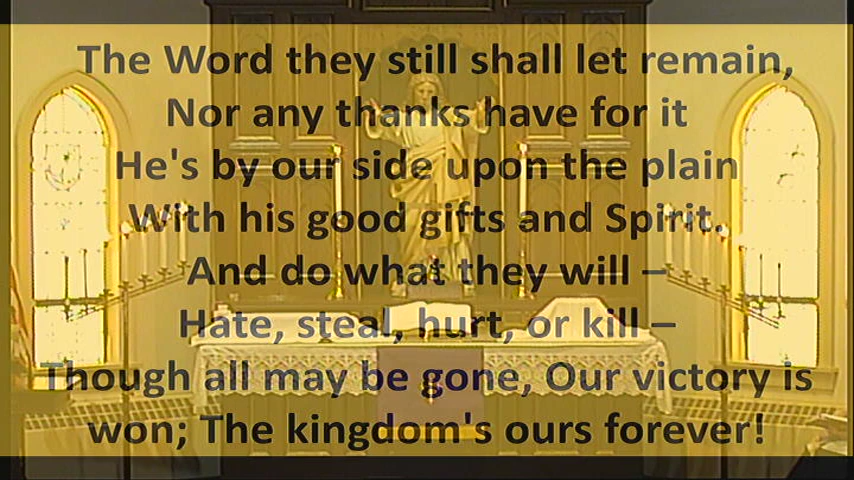 The Word they still shall let remain,
Nor any thanks have for it
He's by our side upon the plain
With his good gifts and Spirit.
And do what they will –
Hate, steal, hurt, or kill –
Though all may be gone, Our victory is
won; The kingdom's ours forever!